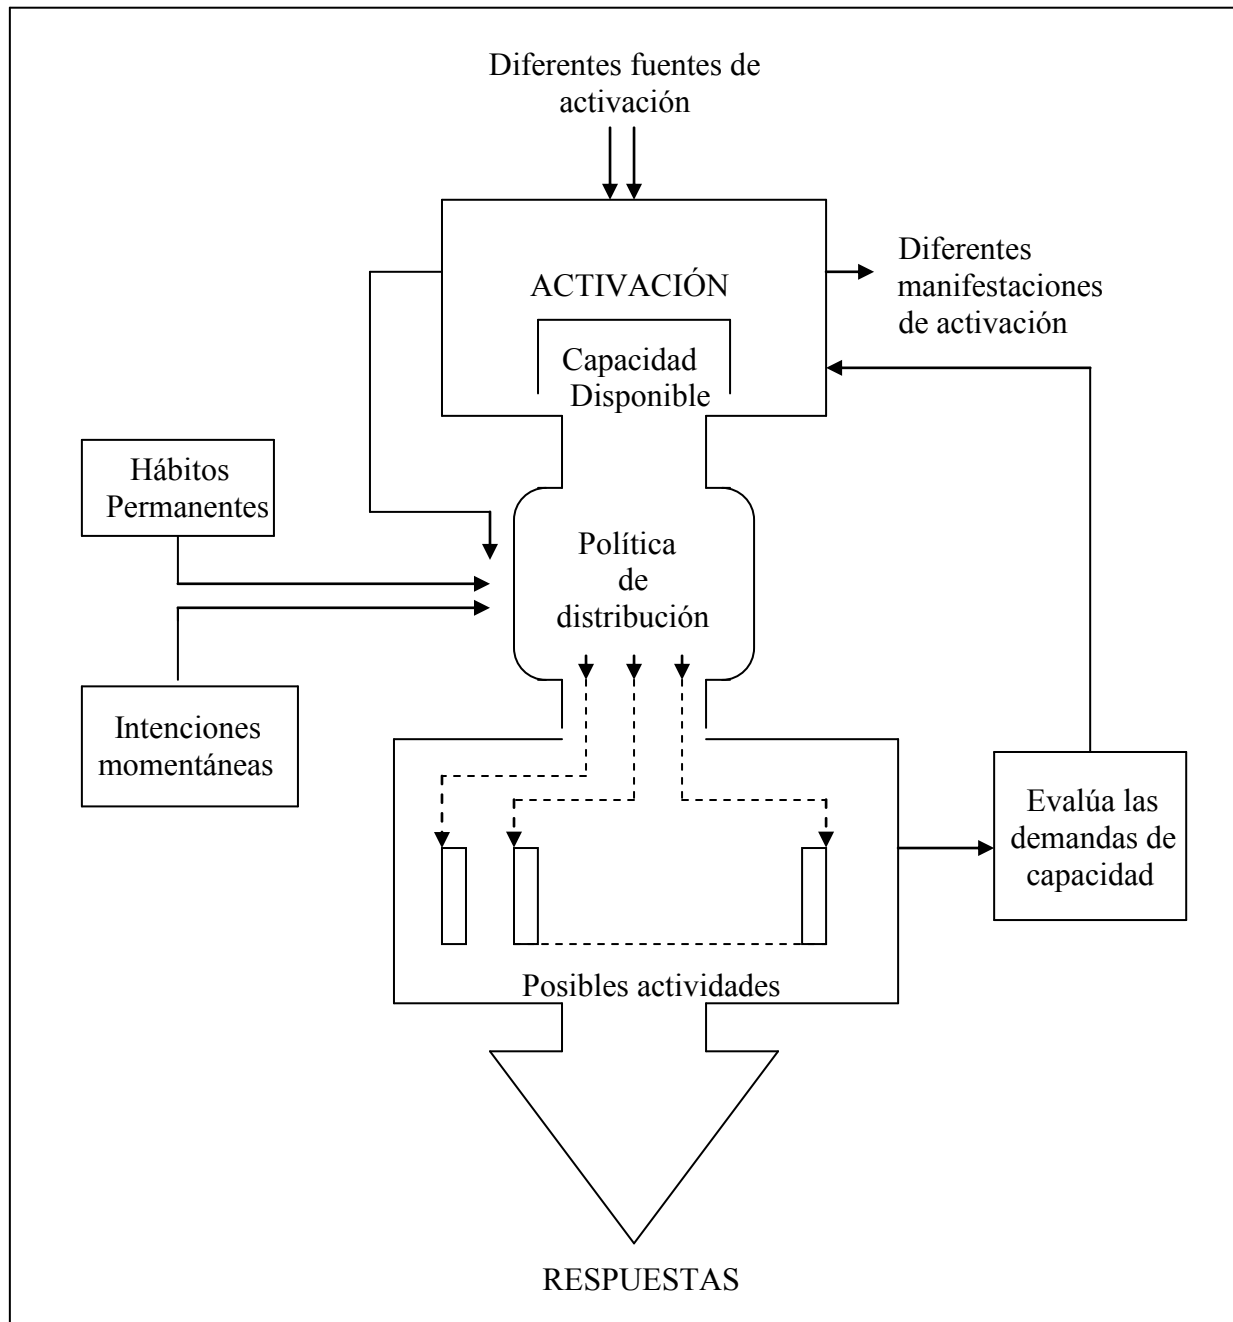 Diferentes fuentes de
activación
ACTIVACIÓN
Diferentes
manifestaciones
de activación
Capacidad
Disponible
Hábitos
Permanentes
Política
de
distribución
Intenciones
momentáneas
Evalúa las
demandas de
capacidad
Posibles actividades
RESPUESTAS